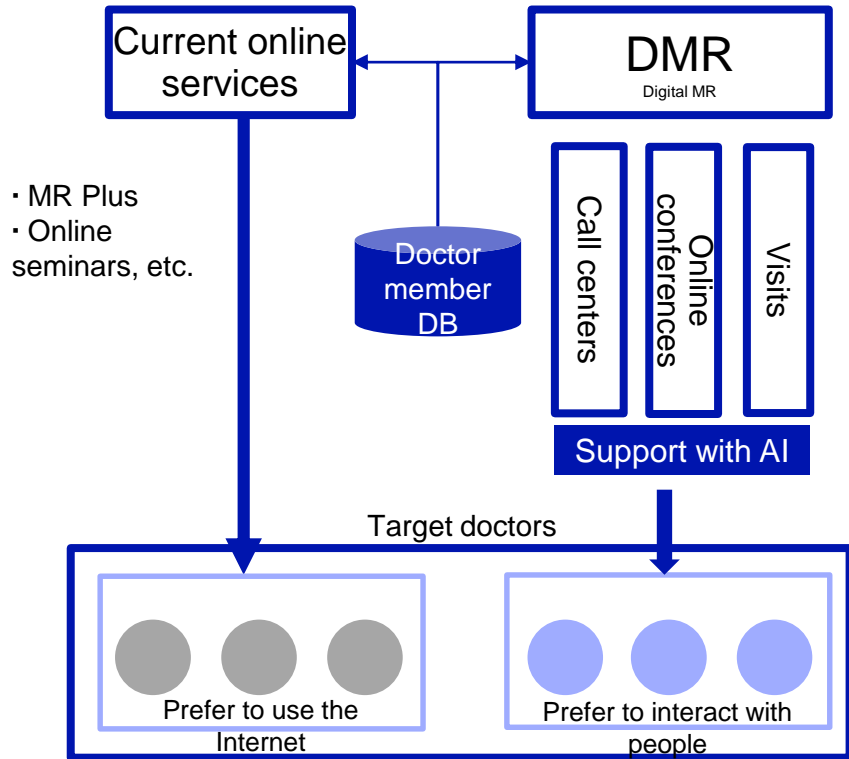 Current online
services
DMR
Digital MR
· MR Plus
· Online
seminars, etc.
Doctor
member
DB
Call centers
Online
conferences
Visits
Support with AI
Target doctors
Prefer to use the
Internet
Prefer to interact with
people